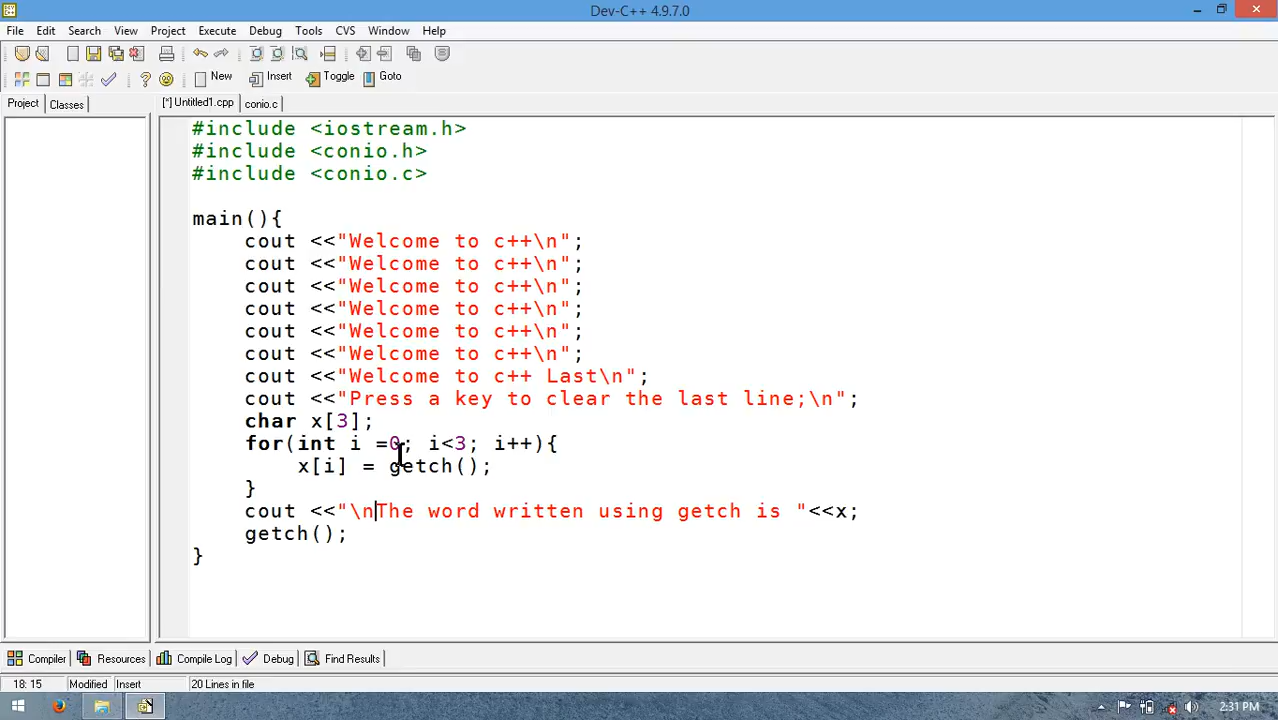 Dev-C++ 4.9.7.0
File Edit Search View Project Execute Debug Tools CVS Window Help
New Insert Toggle Goto
Project Classes [*] Untitled1.cpp conio.c
#include <iostream.h>
#include <conio.h>
#include <conio.c>
main(){
cout <<"Welcome to c++\n";
cout <<"Welcome to c++\n";
cout <<"Welcome to c++\n";
cout <<"Welcome to c++\n";
cout <<"Welcome to c++\n";
cout <<"Welcome to c++\n";
cout <<"Welcome to c++ Last\n";
cout <<"Press a key to clear the last line;\n";
char x[3];
for(int i =0; i<3; i++){
x[i] = getch();
}
cout <<"\nThe word written using getch is "<<x;
getch();
}
Compiler Resources Compile Log Debug Find Results
18: 15 Modified Insert 20 Lines in file
2:31 PM